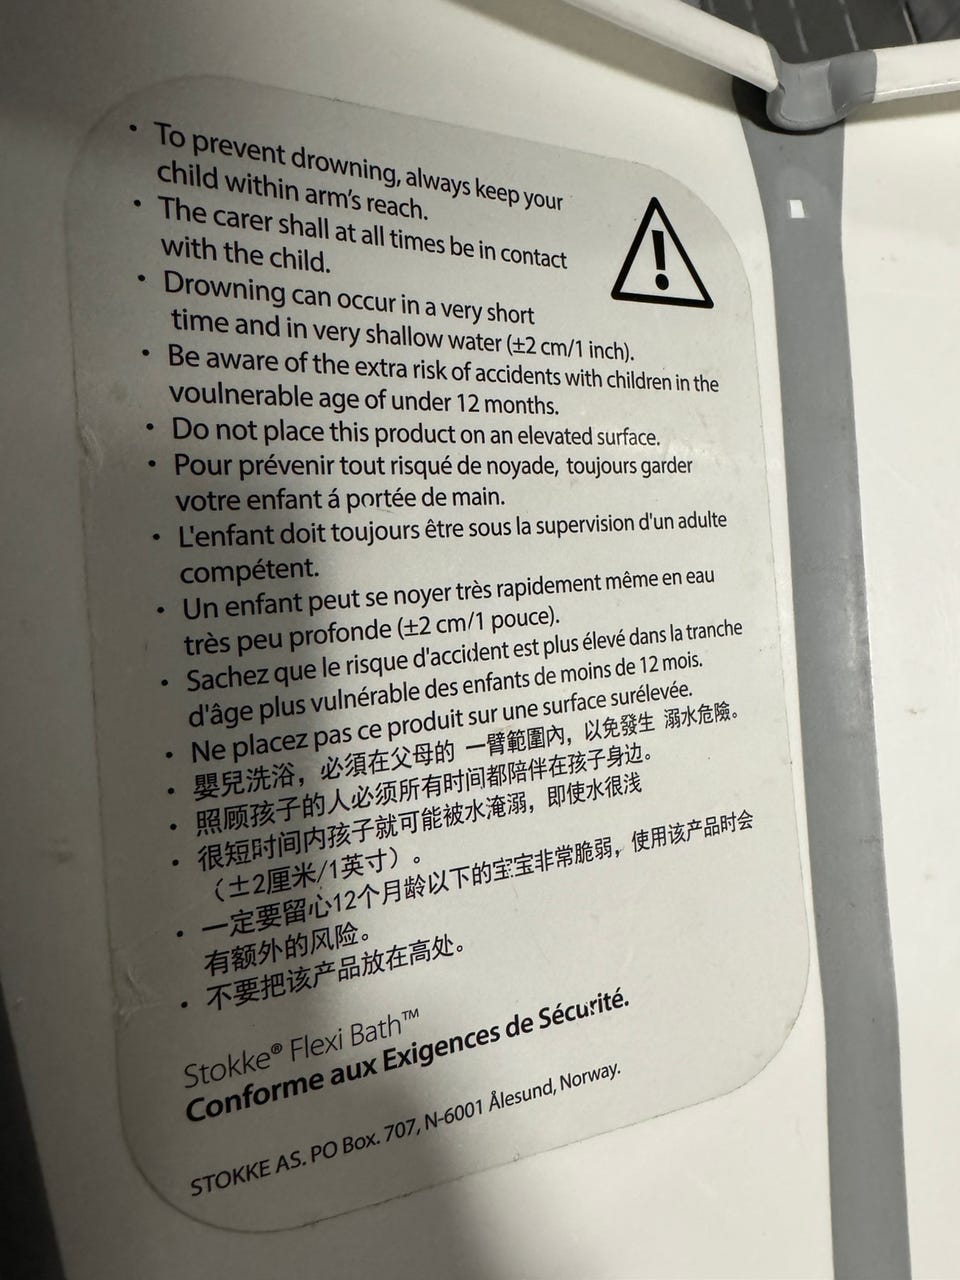 • To prevent drowning, always keep your
child within arm's reach.
• The carer shall at all times be in contact
with the child.
• Drowning can occur in a very short
time and in very shallow water (±2 cm/1 inch).
• Be aware of the extra risk of accidents with children in the
voulnerable age of under 12 months.
• Do not place this product on an elevated surface.
• Pour prévenir tout risqué de noyade, toujours garder
votre enfant á portée de main.
• L'enfant doit toujours être sous la supervision d'un adulte
compétent.
• Un enfant peut se noyer très rapidement même en eau
très peu profonde (±2 cm/1 pouce).
• Sachez que le risque d'accident est plus élevé dans la tranche
d'âge plus vulnérable des enfants de moins de 12 mois.
• Ne placez pas ce produit sur une surface surélevée.
• 嬰兒洗浴，必須在父母的 一臂範圍內，以免發生 溺水危險。
• 照顾孩子的人必须所有时间都陪伴在孩子身边。
• 很短时间内孩子就可能被水淹溺，即使水很浅
（±2厘米/1英寸）。
• 一定要留心12个月龄以下的宝宝非常脆弱，使用该产品时会
有额外的风险。
• 不要把该产品放在高处。
Stokke® Flexi Bath™
Conforme aux Exigences de Sécurité.
STOKKE AS. PO Box. 707, N-6001 Ålesund, Norway.